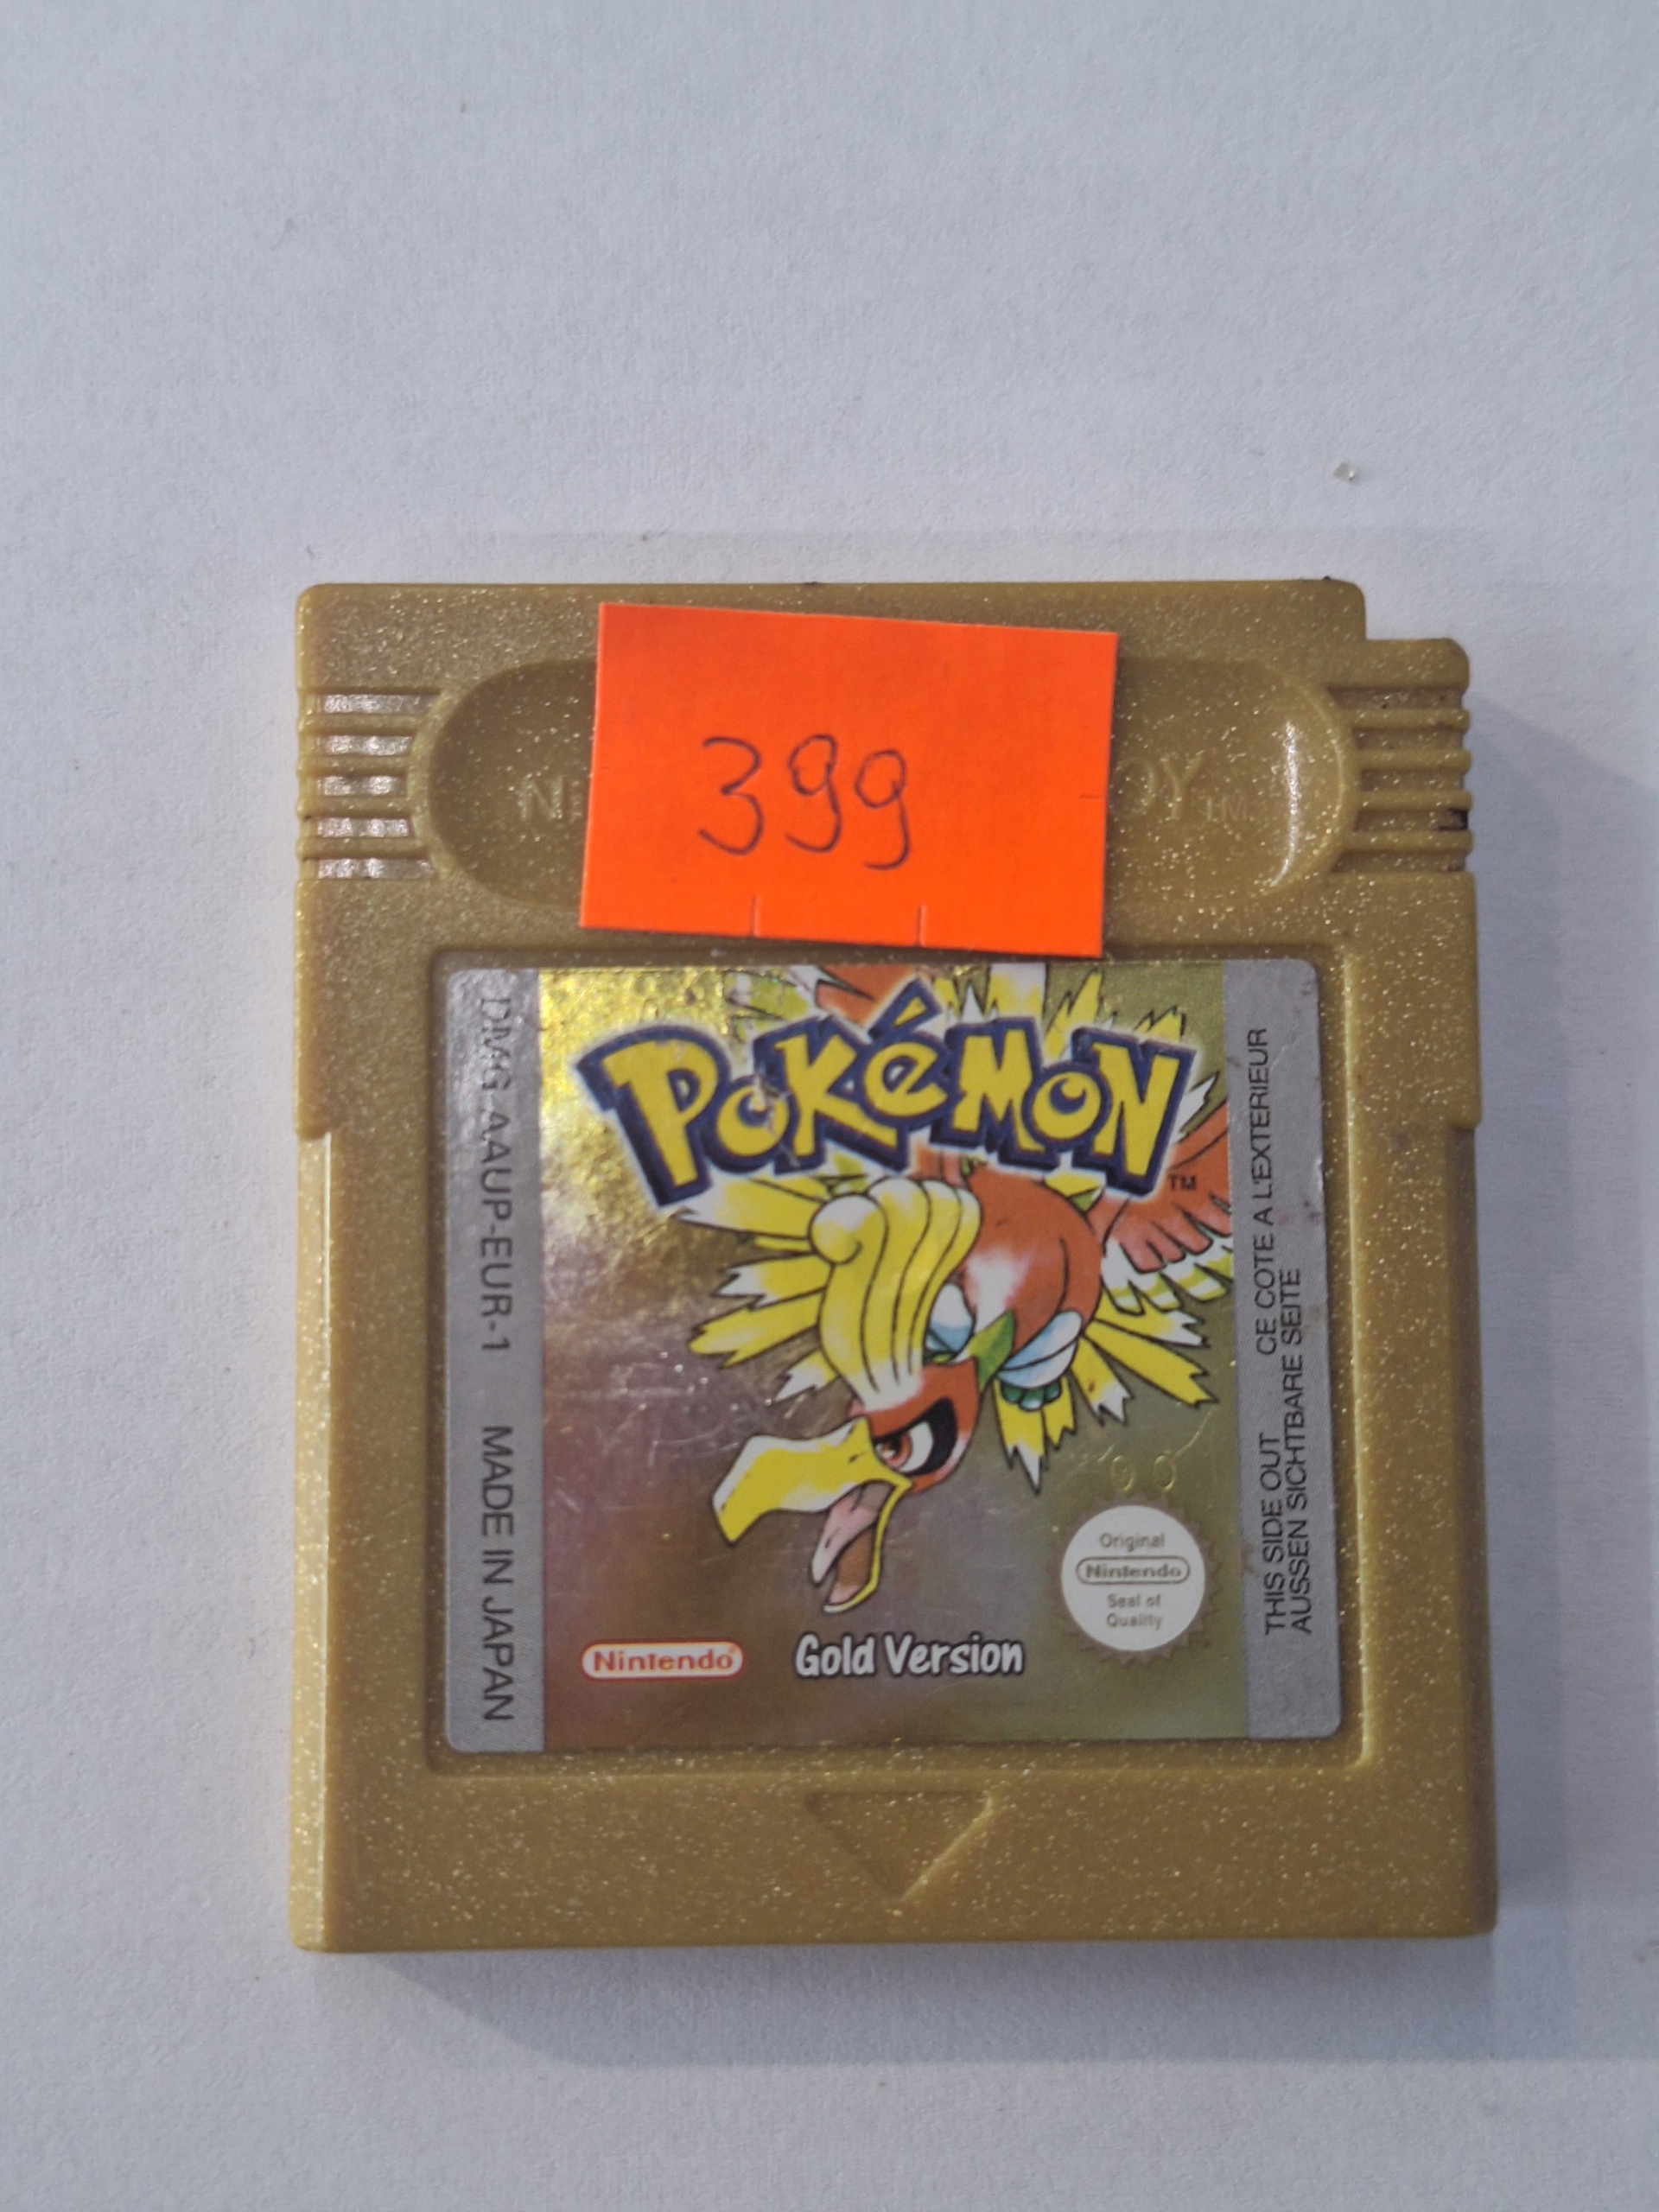 399
POKéMON
TM
DMG-AAUP-EUR-1 MADE IN JAPAN
THIS SIDE OUT CE COTE A L'EXTERIEUR
AUSSEN SICHTBARE SEITE
Original
Nintendo
Seal of
Quality
Nintendo®
Gold Version